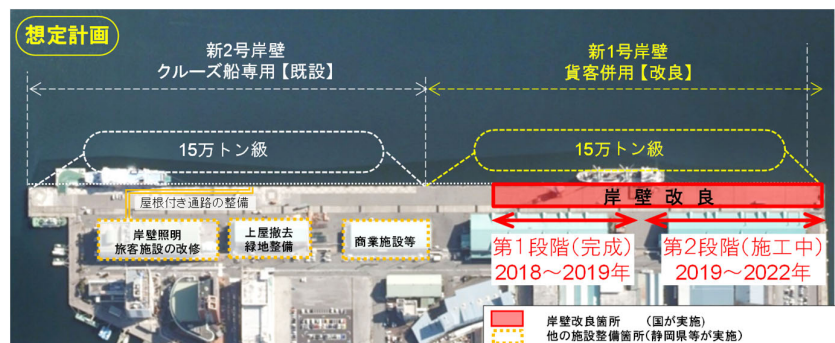 想定計画
新2号岸壁
クルーズ船専用【既設】
新1号岸壁
貨客併用【改良】
15万トン級
15万トン級
屋根付き通路の整備
岸壁改良
岸壁照明
旅客施設の改修
上屋撤去
緑地整備
商業施設等
第1段階(完成)
2018～2019年
第2段階(施工中)
2019～2022年
岸壁改良箇所 (国が実施)
他の施設整備箇所(静岡県等が実施)